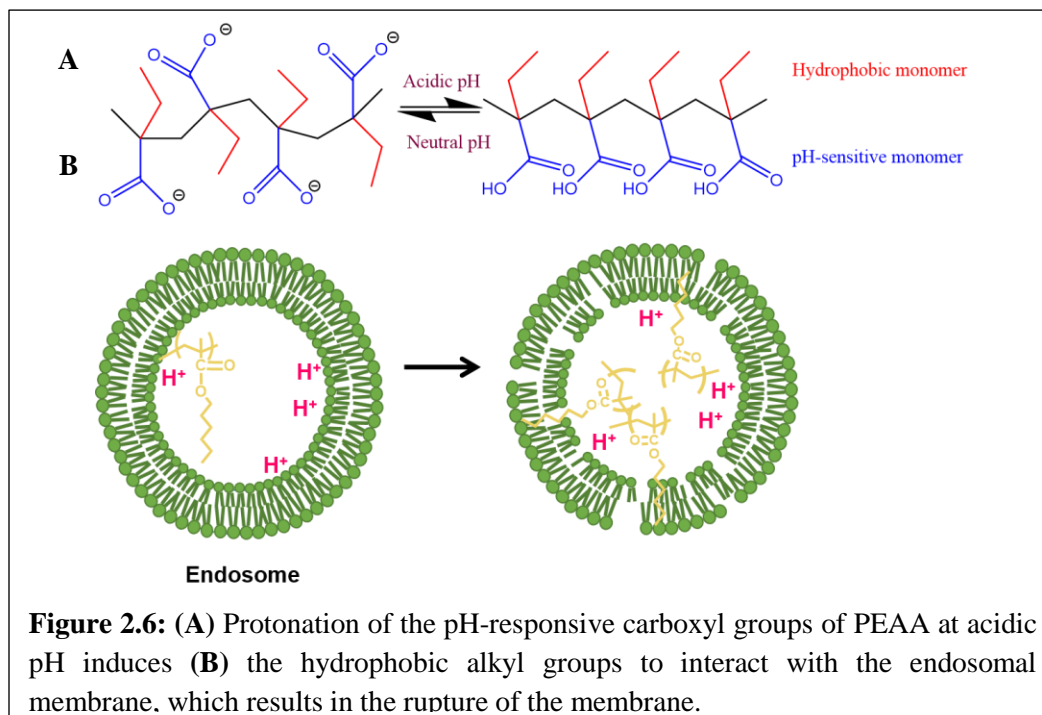 A
B
O
O
⊖
O
O
⊖
O
O
⊖
O
O
⊖
Acidic pH
Neutral pH
HO
O
HO
O
HO
O
HO
O
Hydrophobic monomer
pH-sensitive monomer
H⁺
C
O
O
H⁺
H⁺
H⁺
H⁺
O
C
O
O
C
O
H⁺
H⁺
O
C
O
H⁺
Endosome
Figure 2.6: (A) Protonation of the pH-responsive carboxyl groups of PEAA at acidic
pH induces (B) the hydrophobic alkyl groups to interact with the endosomal
membrane, which results in the rupture of the membrane.